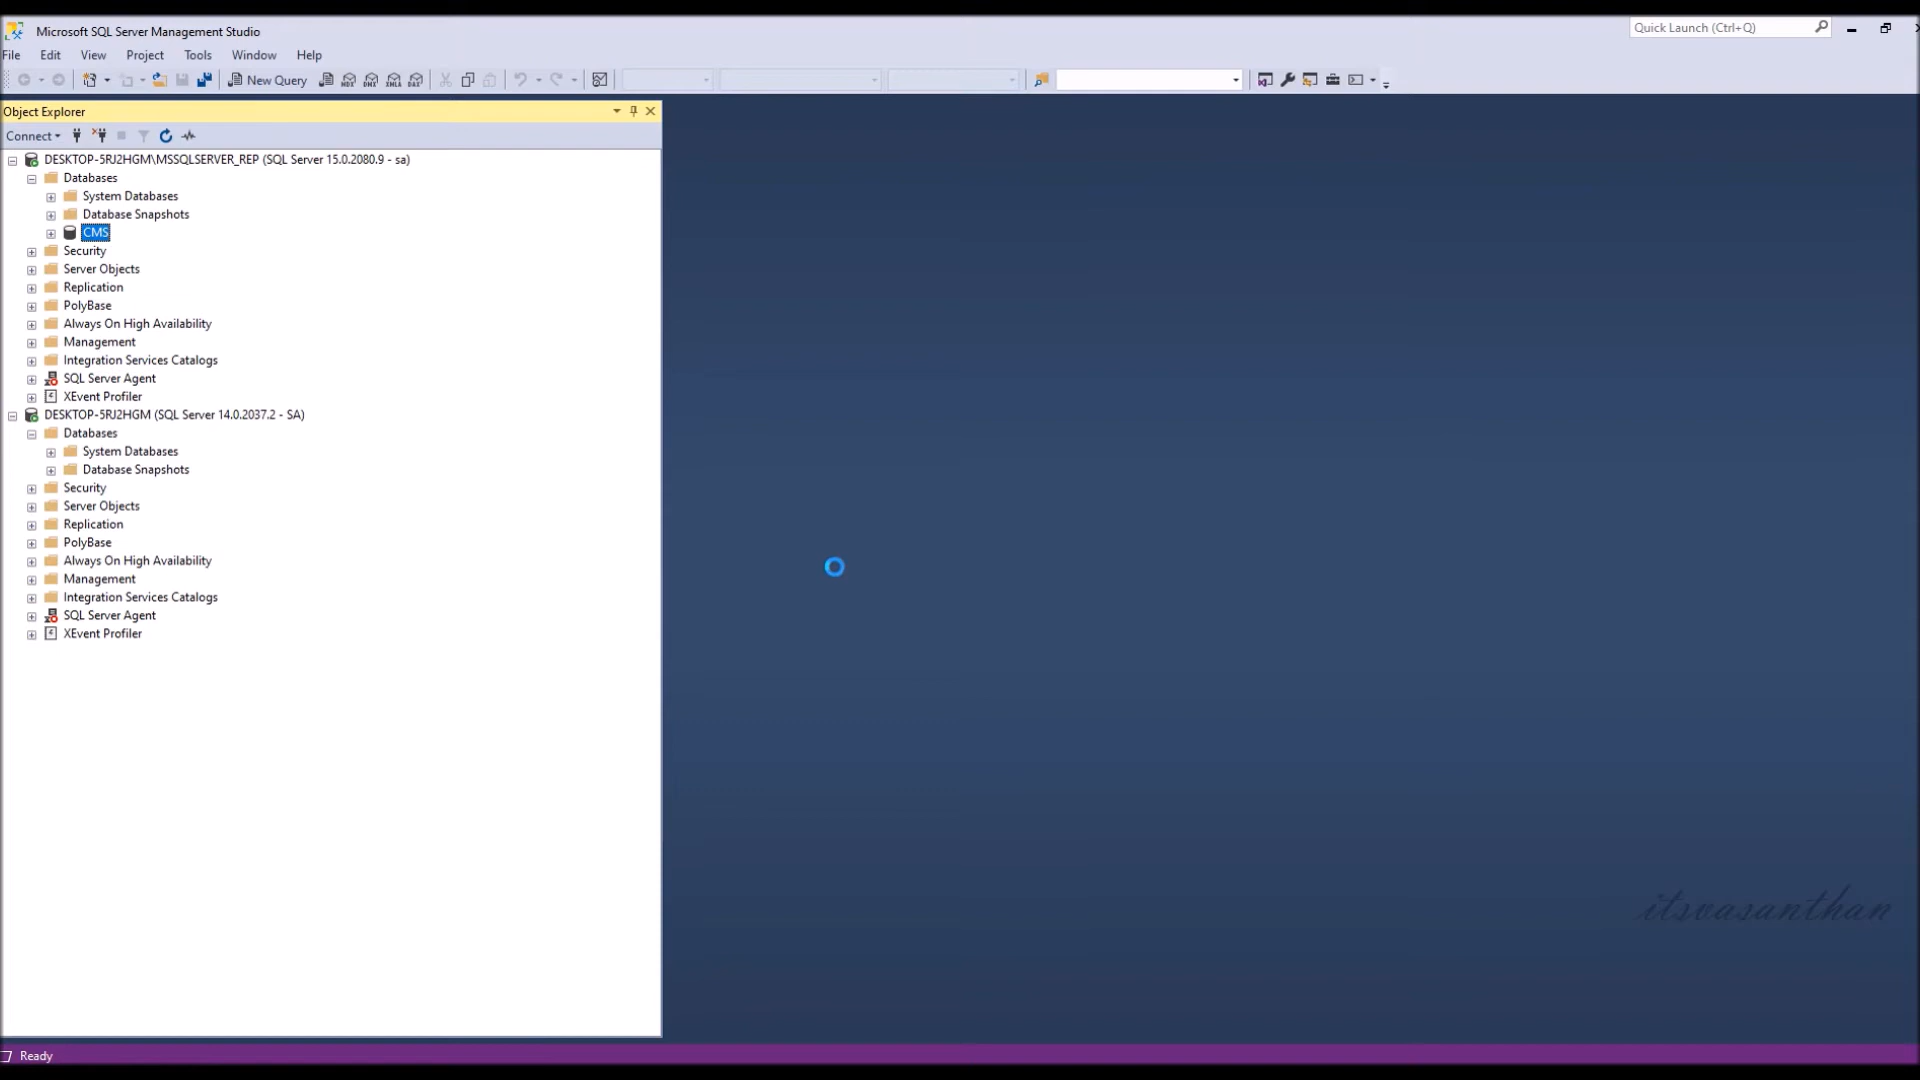 Microsoft SQL Server Management Studio
Quick Launch (Ctrl+Q)
File Edit View Project Tools Window Help
New Query
MDX DMX XMLA DAX
Object Explorer
Connect
DESKTOP-5RJ2HGM\MSSQLSERVER_REP (SQL Server 15.0.2080.9 - sa)
Databases
System Databases
Database Snapshots
CMS
Security
Server Objects
Replication
PolyBase
Always On High Availability
Management
Integration Services Catalogs
SQL Server Agent
XEvent Profiler
DESKTOP-5RJ2HGM (SQL Server 14.0.2037.2 - SA)
Databases
System Databases
Database Snapshots
Security
Server Objects
Replication
PolyBase
Always On High Availability
Management
Integration Services Catalogs
SQL Server Agent
XEvent Profiler
itsvasanthan
Ready